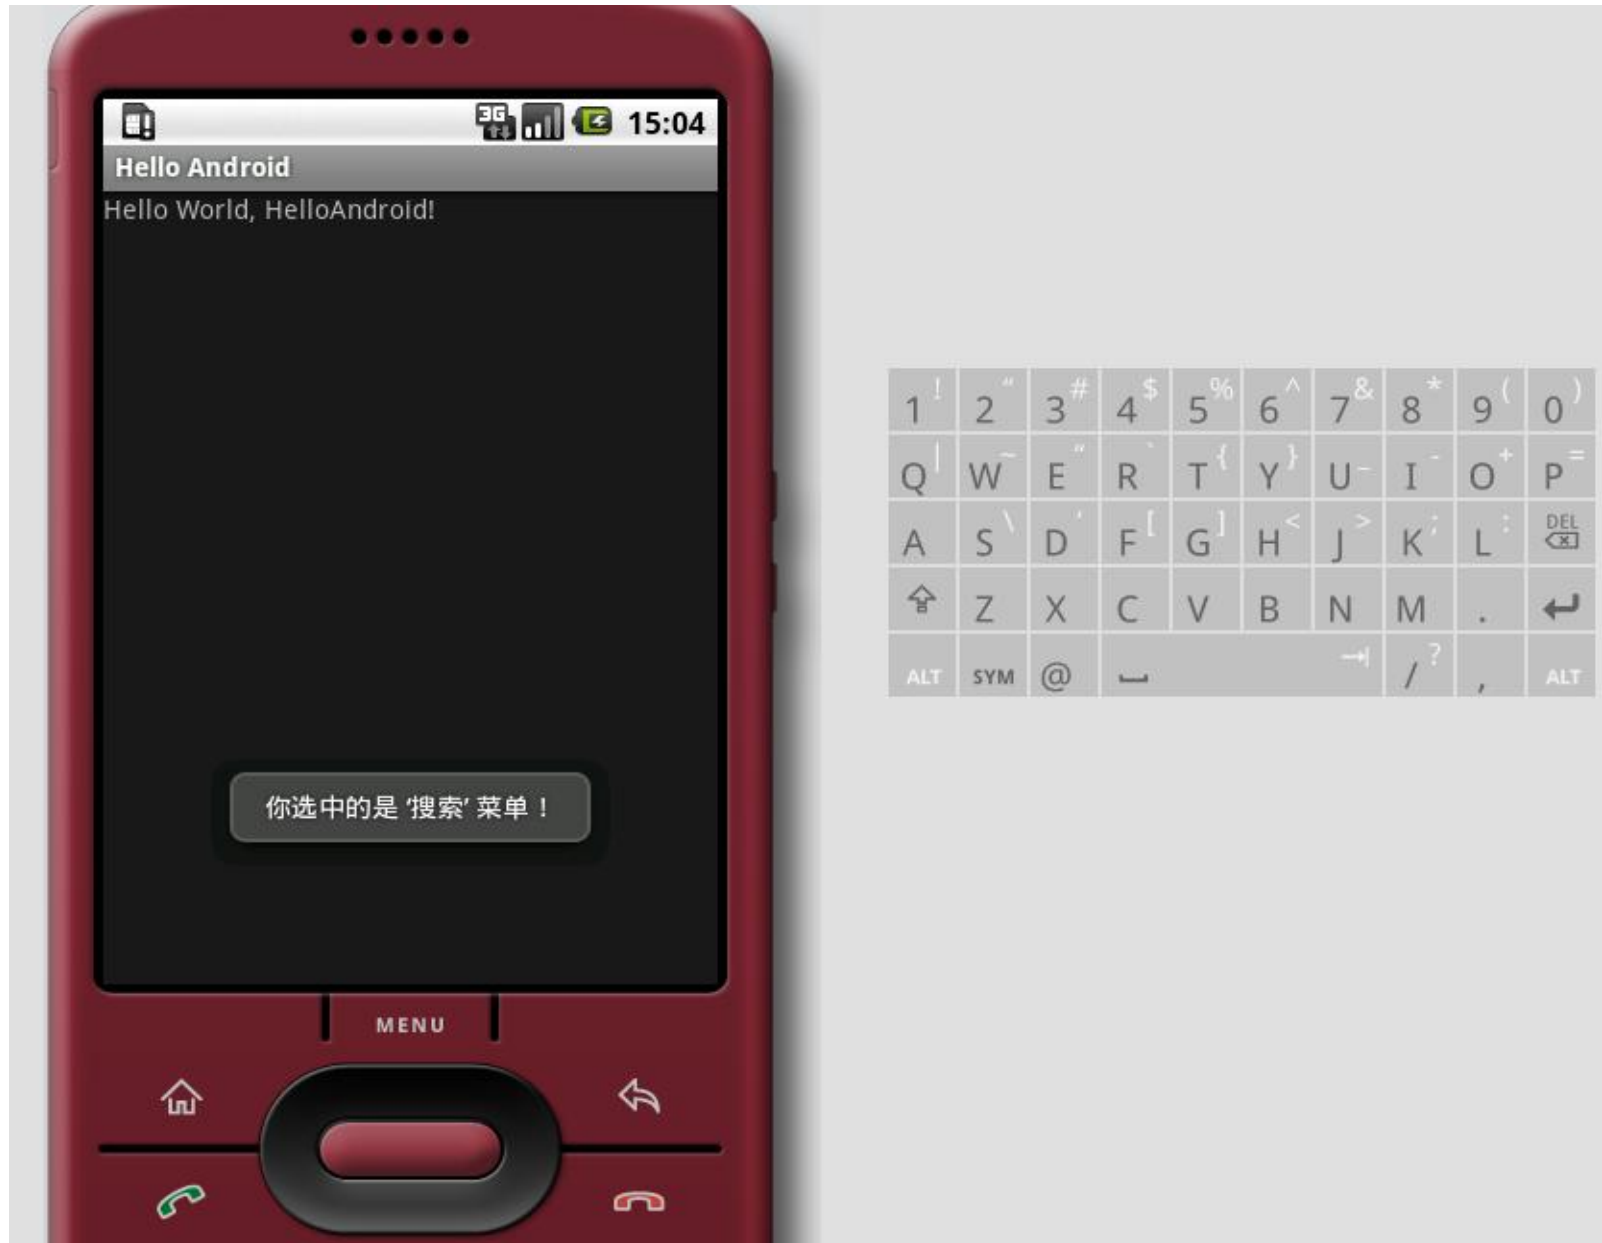 3G 15:04
Hello Android
Hello World, HelloAndroid!
你选中的是 ‘搜索’ 菜单！
MENU
1 ! 2 “ 3 # 4 $ 5 % 6 ^ 7 & 8 * 9 ( 0 )
Q | W ~ E “ R ` T { Y } U _ I - O + P =
A S \ D ‘ F [ G ] H < J > K ; L : DEL
Z X C V B N M .
ALT SYM @ / ? , ALT